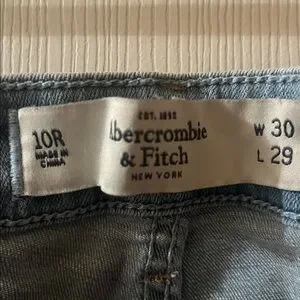 10R
MADE IN
CHINA
EST. 1892
Abercrombie
& Fitch
NEW YORK
W 30
L 29